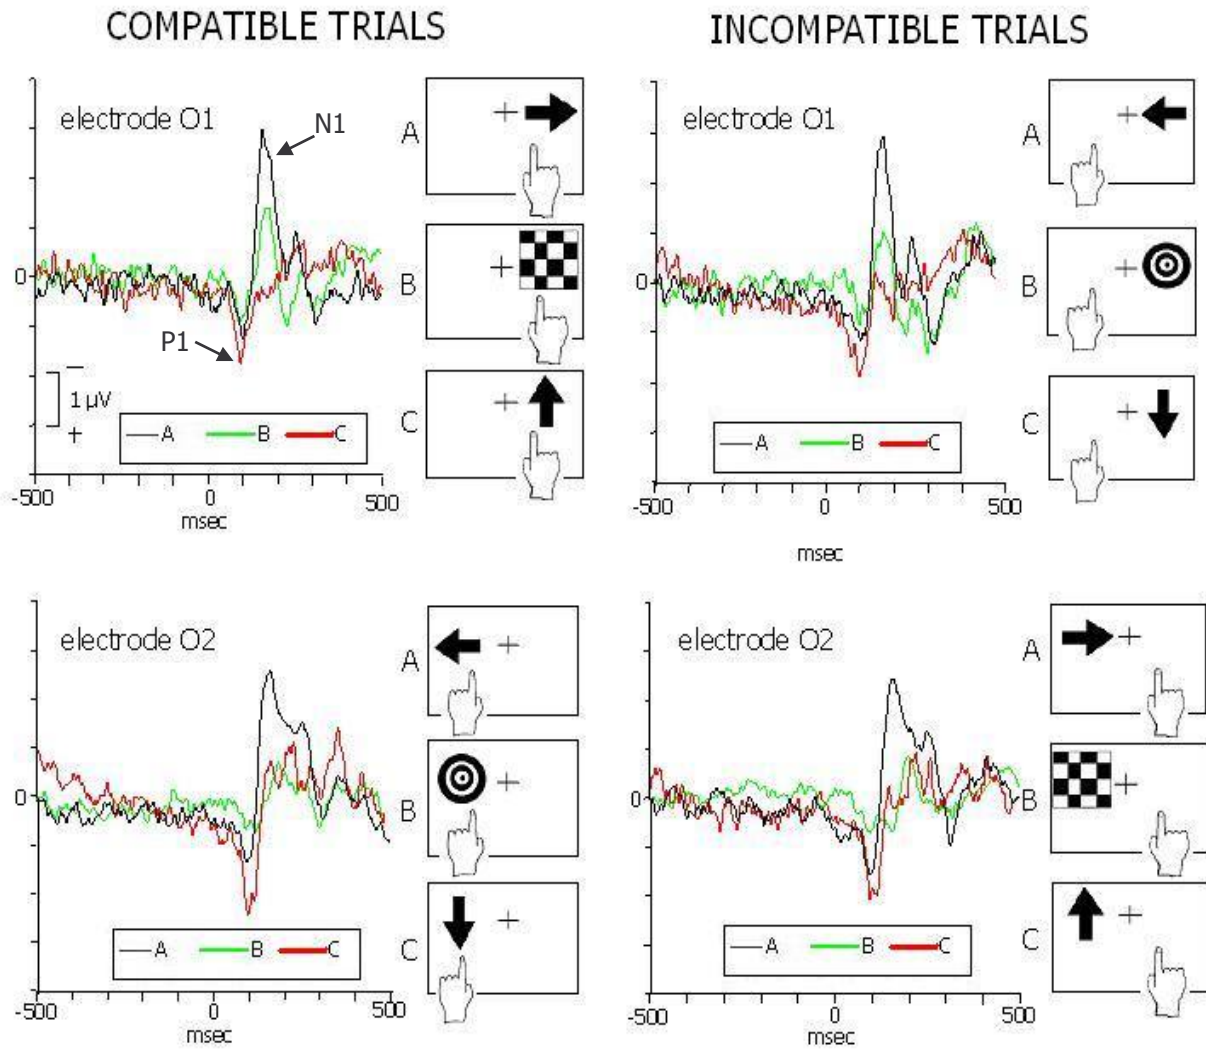 COMPATIBLE TRIALS
INCOMPATIBLE TRIALS
electrode O1
N1
P1
0
1 µV
+
A B C
-500 0 500
msec
A
B
C
electrode O1
0
A B C
-500 0 500
msec
A
B
C
electrode O2
0
A B C
-500 0 500
msec
A
B
C
electrode O2
0
A B C
-500 0 500
msec
A
B
C